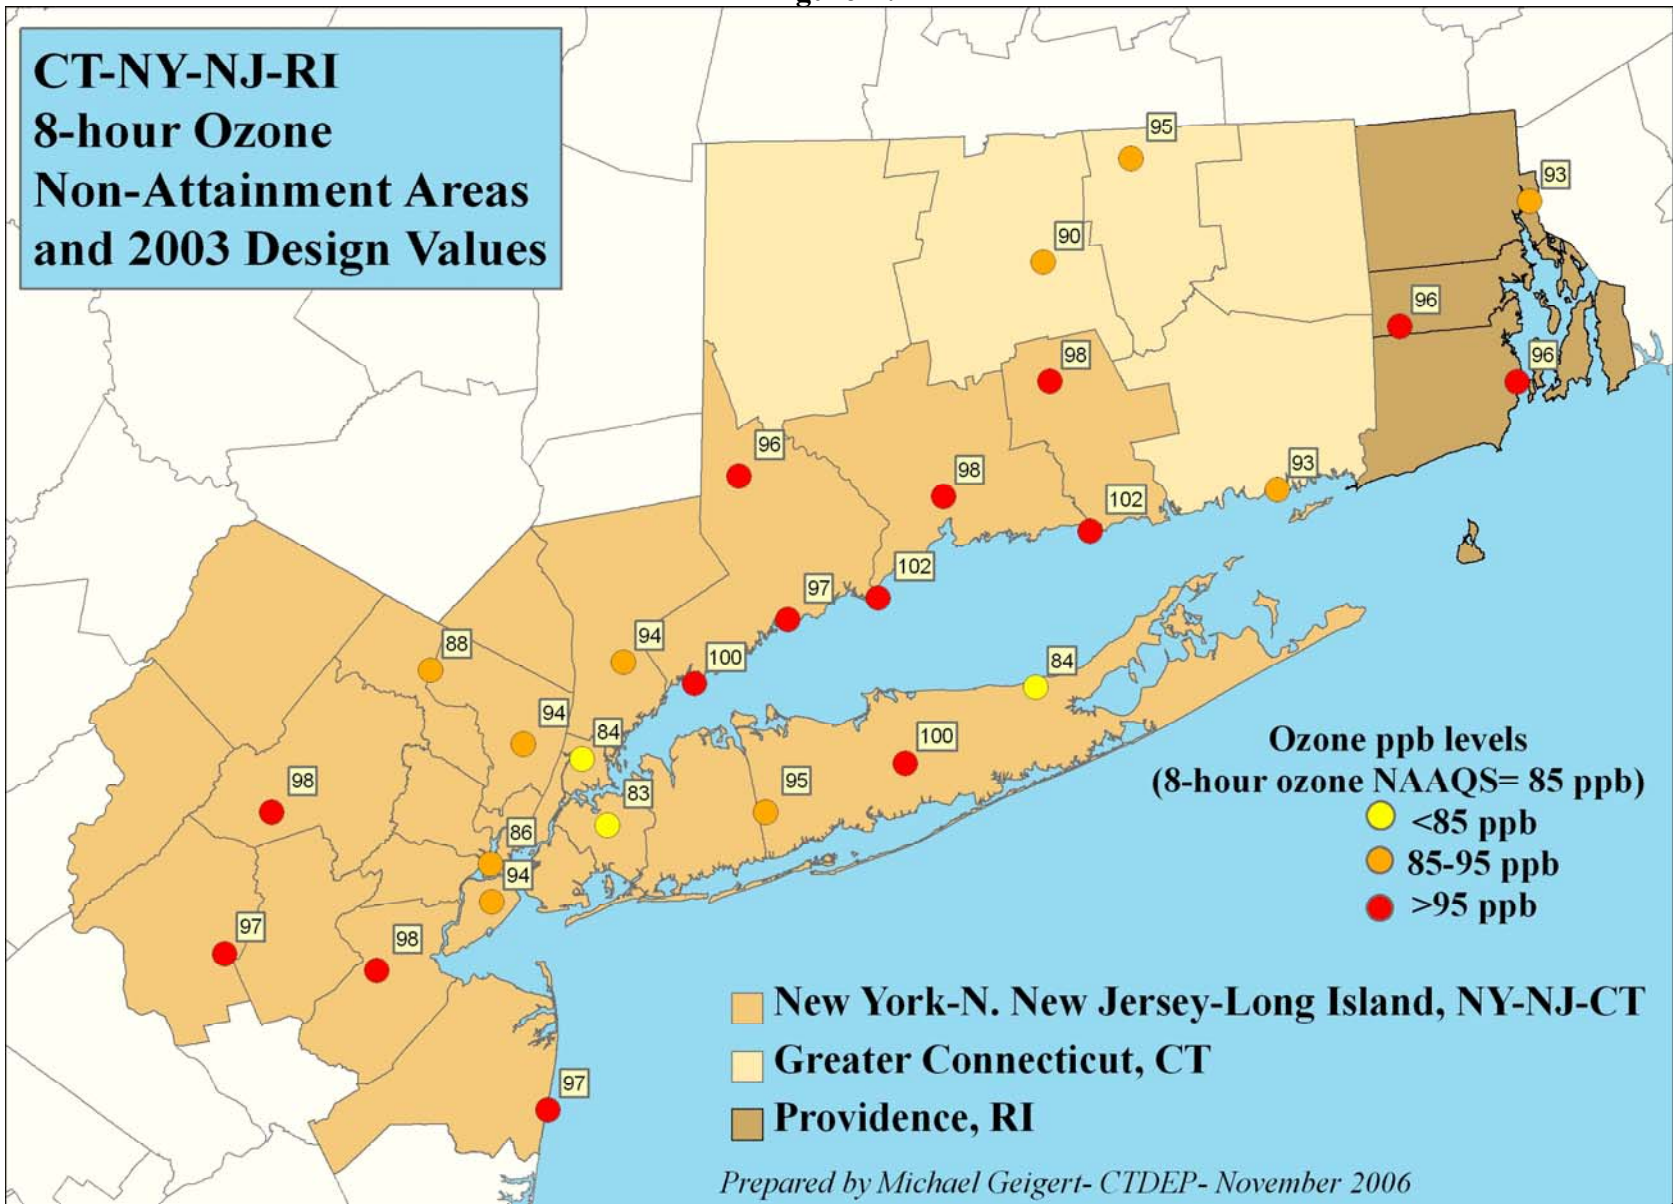 CT-NY-NJ-RI
8-hour Ozone
Non-Attainment Areas
and 2003 Design Values
95
93
90
96
98
96
96
98
93
102
102
97
94
100
88
84
94
84
100
98
83
95
86
94
97
98
97
Ozone ppb levels
(8-hour ozone NAAQS= 85 ppb)
<85 ppb
85-95 ppb
>95 ppb
New York-N. New Jersey-Long Island, NY-NJ-CT
Greater Connecticut, CT
Providence, RI
Prepared by Michael Geigert- CTDEP- November 2006